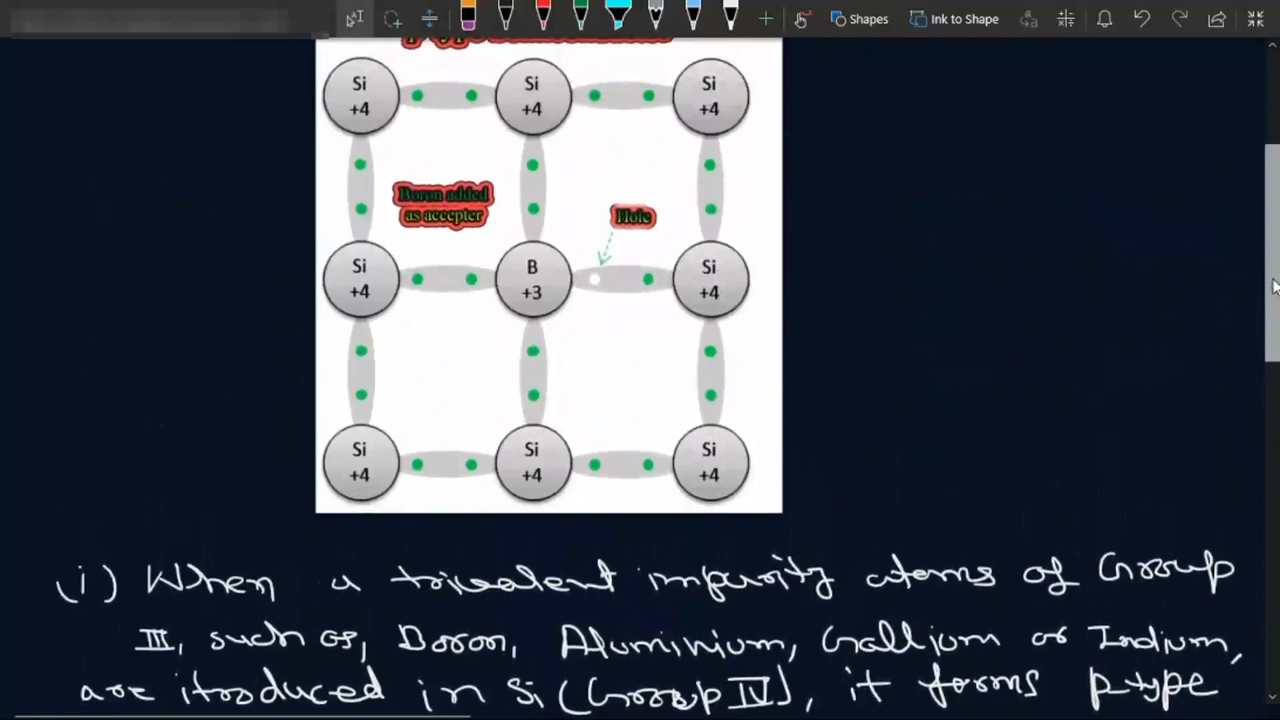 Shapes Ink to Shape
Si Si Si
+4 +4 +4
Boron added
as accepter
Hole
Si B Si
+4 +3 +4
Si Si Si
+4 +4 +4
(i) When a trivalent impurity atoms of Group
III, such as, Boron, Aluminium, Gallium or Indium,
are itroduced in Si (Group IV), it forms p type